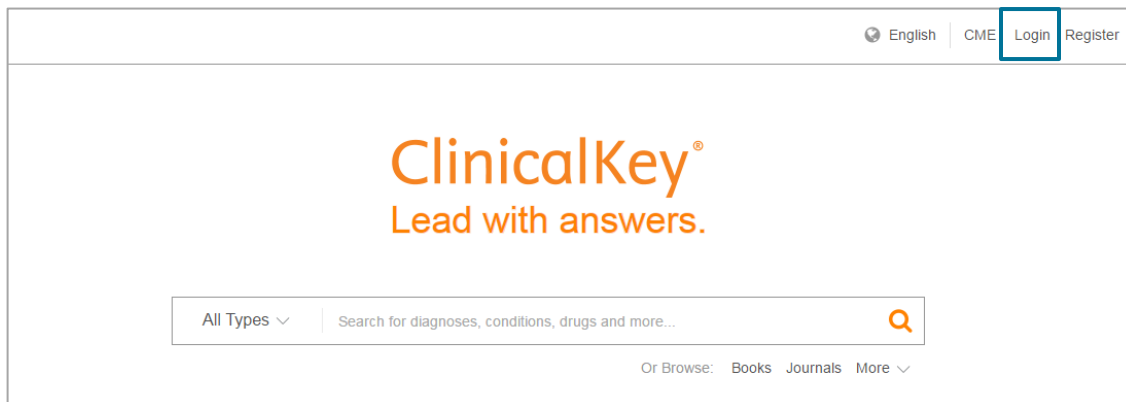 English CME Login Register
ClinicalKey®
Lead with answers.
All Types Search for diagnoses, conditions, drugs and more...
Or Browse: Books Journals More